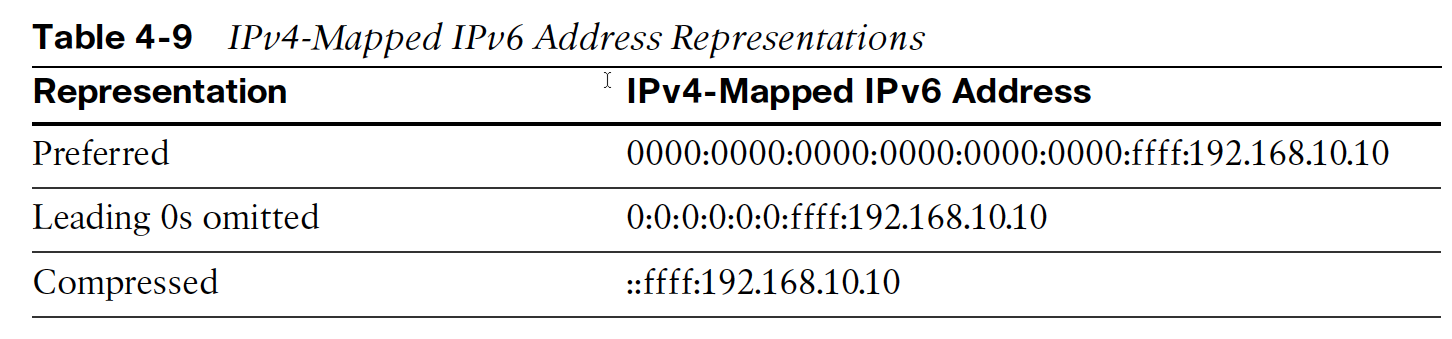 Table 4-9 IPv4-Mapped IPv6 Address Representations
Representation IPv4-Mapped IPv6 Address
Preferred 0000:0000:0000:0000:0000:0000:ffff:192.168.10.10
Leading 0s omitted 0:0:0:0:0:0:ffff:192.168.10.10
Compressed ::ffff:192.168.10.10